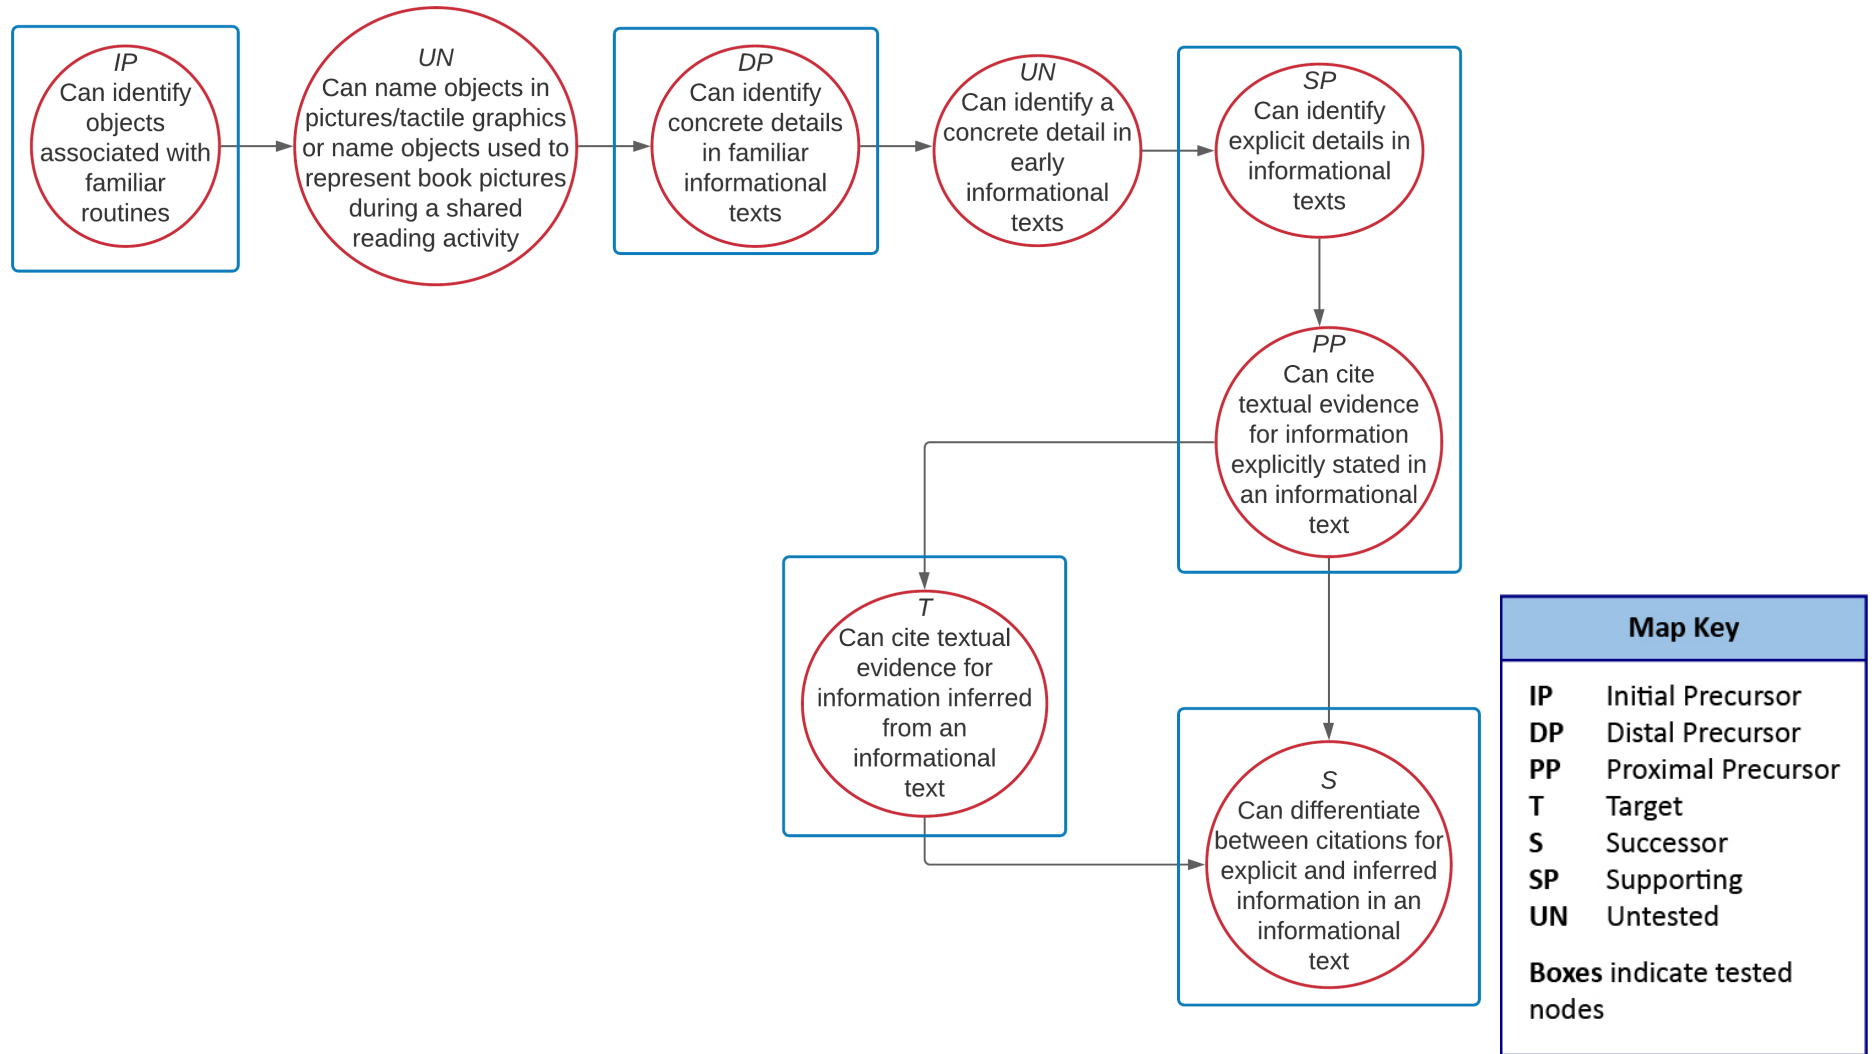 IP
Can identify
objects
associated with
familiar
routines
UN
Can name objects in
pictures/tactile graphics
or name objects used to
represent book pictures
during a shared
reading activity
DP
Can identify
concrete details
in familiar
informational
texts
UN
Can identify a
concrete detail in
early
informational
texts
SP
Can identify
explicit details in
informational
texts
PP
Can cite
textual evidence
for information
explicitly stated in
an informational
text
T
Can cite textual
evidence for
information inferred
from an
informational
text
S
Can differentiate
between citations for
explicit and inferred
information in an
informational
text
Map Key
IP Initial Precursor
DP Distal Precursor
PP Proximal Precursor
T Target
S Successor
SP Supporting
UN Untested
Boxes indicate tested
nodes